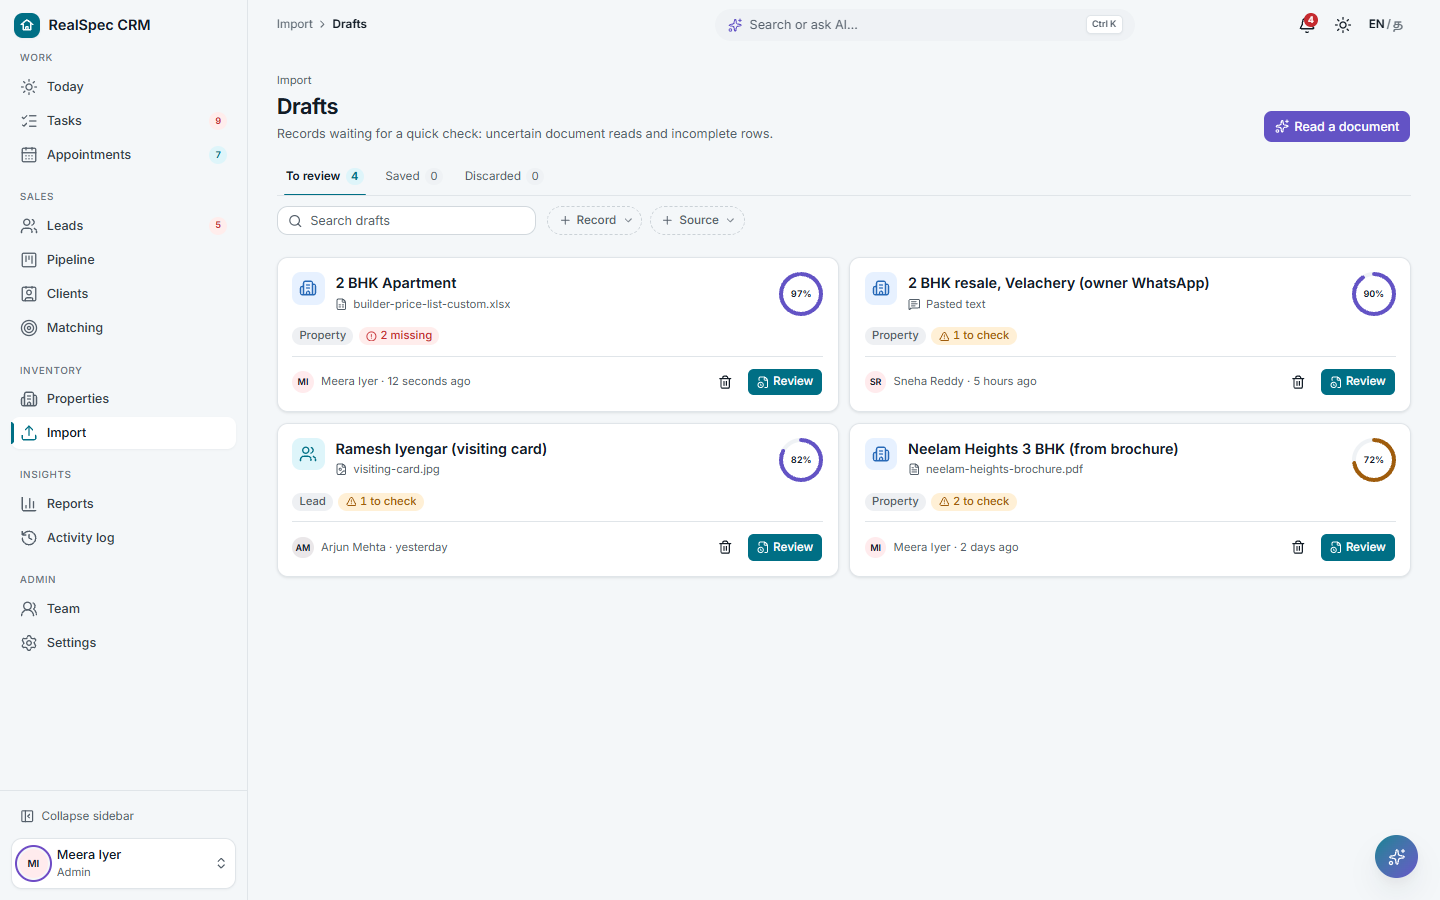 RealSpec CRM
WORK
Today
Tasks 9
Appointments 7
SALES
Leads 5
Pipeline
Clients
Matching
INVENTORY
Properties
Import
INSIGHTS
Reports
Activity log
ADMIN
Team
Settings
Collapse sidebar
MI Meera Iyer
Admin
Import > Drafts
Search or ask AI... Ctrl K
4
EN / த
Import
Drafts
Records waiting for a quick check: uncertain document reads and incomplete rows.
Read a document
To review 4 Saved 0 Discarded 0
Search drafts + Record + Source
2 BHK Apartment
builder-price-list-custom.xlsx
97%
Property 2 missing
MI Meera Iyer · 12 seconds ago Review
2 BHK resale, Velachery (owner WhatsApp)
Pasted text
90%
Property 1 to check
SR Sneha Reddy · 5 hours ago Review
Ramesh Iyengar (visiting card)
visiting-card.jpg
82%
Lead 1 to check
AM Arjun Mehta · yesterday Review
Neelam Heights 3 BHK (from brochure)
neelam-heights-brochure.pdf
72%
Property 2 to check
MI Meera Iyer · 2 days ago Review